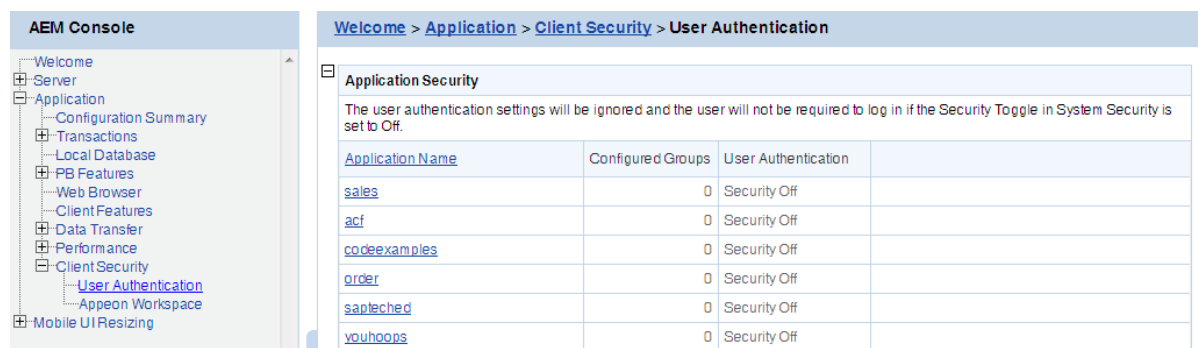 AEM Console
Welcome
Server
Application
Configuration Summary
Transactions
Local Database
PB Features
Web Browser
Client Features
Data Transfer
Performance
Client Security
User Authentication
Appeon Workspace
Mobile UI Resizing
Welcome > Application > Client Security > User Authentication
Application Security
The user authentication settings will be ignored and the user will not be required to log in if the Security Toggle in System Security is
set to Off.
Application Name Configured Groups User Authentication
sales 0 Security Off
acf 0 Security Off
codeexamples 0 Security Off
order 0 Security Off
sapteched 0 Security Off
youhoops 0 Security Off